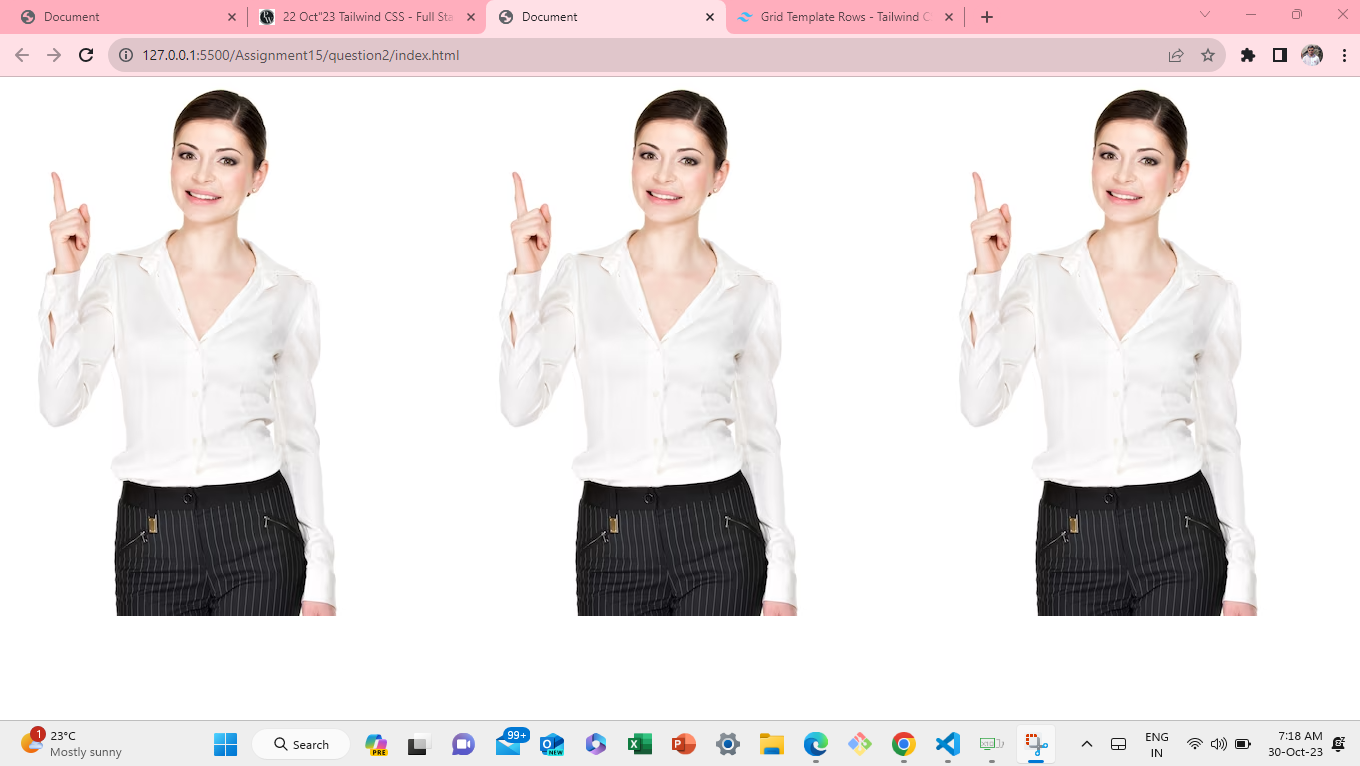 Document
22 Oct"23 Tailwind CSS - Full Sta
Document
Grid Template Rows - Tailwind C
127.0.0.1:5500/Assignment15/question2/index.html
1
23°C
Mostly sunny
Search
PRE
99+
NEW
ENG
IN
7:18 AM
30-Oct-23